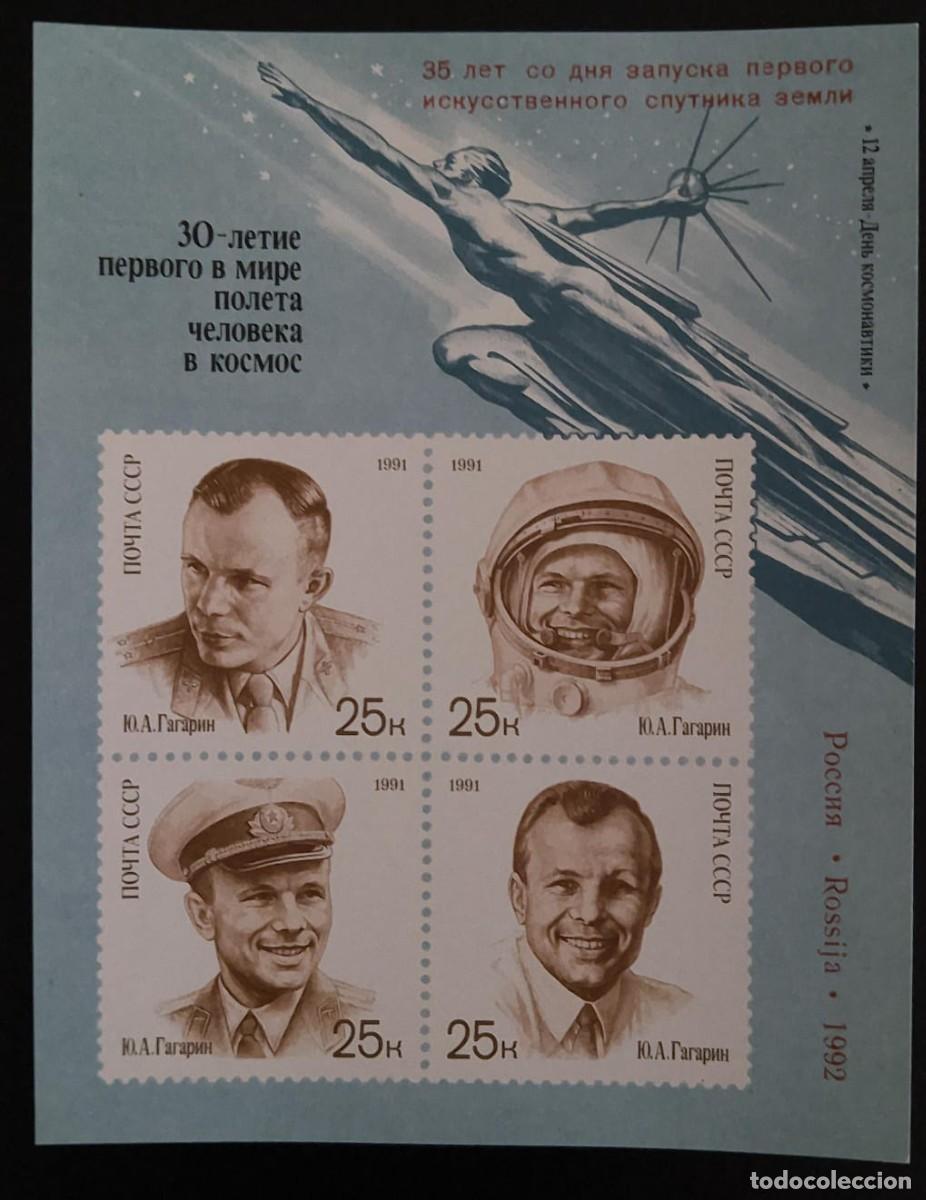 35 лет со дня запуска первого
искусственного спутника земли
* 12 апреля-День космонавтики *
30-летие
первого в мире
полета
человека
в космос
ПОЧТА СССР
1991
Ю.А.Гагарин
25к
1991
ПОЧТА СССР
25к
Ю.А.Гагарин
ПОЧТА СССР
1991
Ю.А.Гагарин
25к
1991
ПОЧТА СССР
25к
Ю.А.Гагарин
Россия • Rossija • 1992
todocoleccion